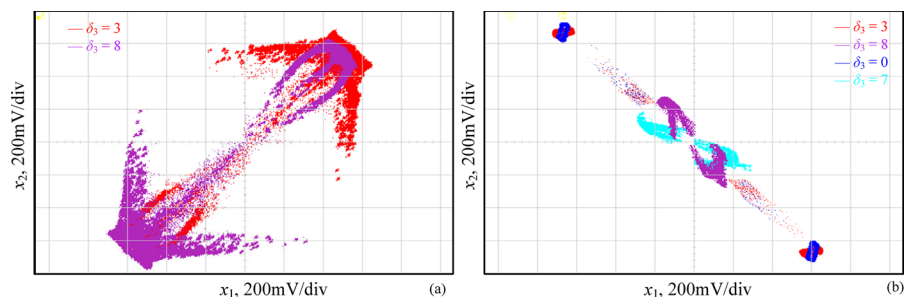 δ3 = 3
δ3 = 8
x2, 200mV/div
x1, 200mV/div
(a)
δ3 = 3
δ3 = 8
δ3 = 0
δ3 = 7
x2, 200mV/div
x1, 200mV/div
(b)